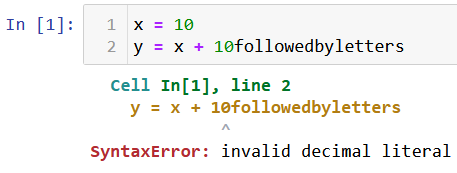 In [1]: 1 x = 10
2 y = x + 10followedbyletters
Cell In[1], line 2
y = x + 10followedbyletters
^
SyntaxError: invalid decimal literal